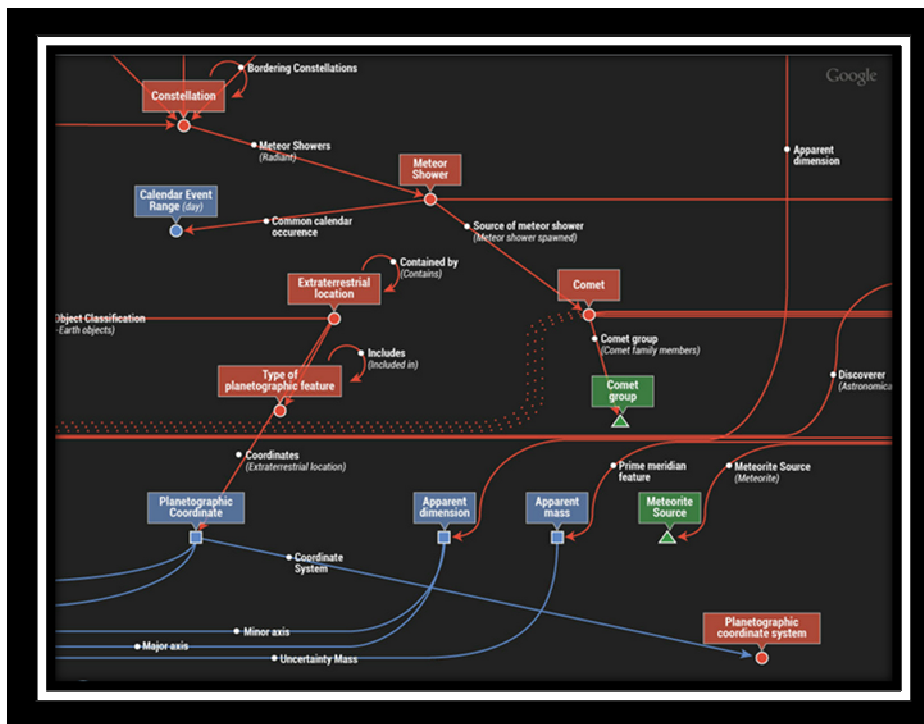 Bordering Constellations
Google
Constellation
Meteor Showers
(Radiant)
Apparent
dimension
Meteor
Shower
Calendar Event
Range (day)
Common calendar
occurence
Source of meteor shower
(Meteor shower spawned)
Contained by
(Contains)
Extraterrestrial
location
Comet
Object Classification
Earth objects)
Comet group
(Comet family members)
Includes
(Included in)
Type of
planetographic feature
Comet
group
Discoverer
(Astronomica
Coordinates
(Extraterrestrial location)
Prime meridian
feature
Meteorite Source
(Meteorite)
Planetographic
Coordinate
Apparent
dimension
Apparent
mass
Meteorite
Source
Coordinate
System
Planetographic
coordinate system
Minor axis
Major axis
Uncertainty Mass